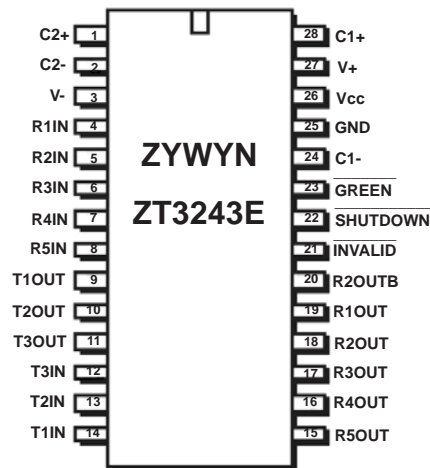 C2+ 1 28 C1+
C2- 2 27 V+
V- 3 26 Vcc
R1IN 4 25 GND
R2IN 5 24 C1-
R3IN 6 23 GREEN
R4IN 7 22 SHUTDOWN
R5IN 8 21 INVALID
T1OUT 9 20 R2OUTB
T2OUT 10 19 R1OUT
T3OUT 11 18 R2OUT
T3IN 12 17 R3OUT
T2IN 13 16 R4OUT
T1IN 14 15 R5OUT
ZYWYN
ZT3243E